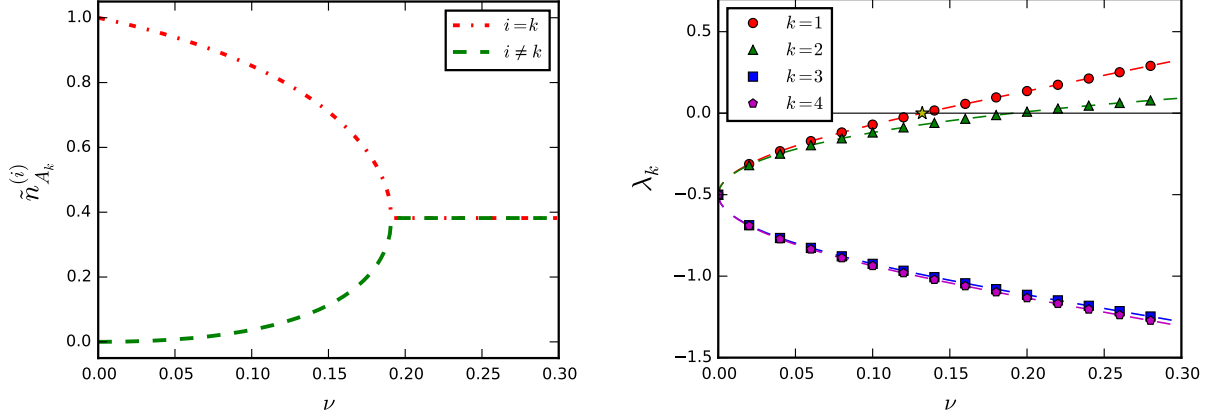 1.0
0.8
0.6
0.4
0.2
0.0
ñ_{A_k}^{(i)}
i = k
i ≠ k
0.00 0.05 0.10 0.15 0.20 0.25 0.30
ν
0.5
0.0
−0.5
−1.0
−1.5
λ_k
k = 1
k = 2
k = 3
k = 4
0.00 0.05 0.10 0.15 0.20 0.25 0.30
ν